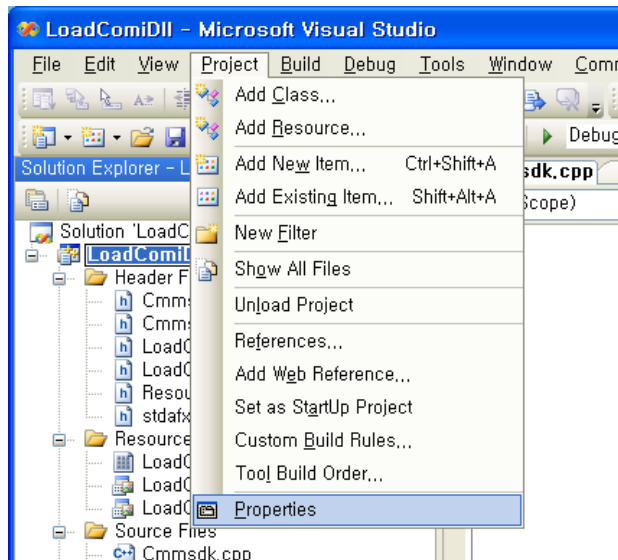 LoadComiDll - Microsoft Visual Studio
File Edit View Project Build Debug Tools Window
Add Class...
Add Resource...
Debug
Solution Explorer - L
Add New Item... Ctrl+Shift+A
sdk.cpp
Add Existing Item... Shift+Alt+A
Scope)
Solution 'LoadC
New Filter
LoadComiD
Show All Files
Header F
Unload Project
Cmms
Cmms
References...
LoadC
LoadC
Add Web Reference...
Resou
Set as StartUp Project
stdafx
Resource
Custom Build Rules...
LoadC
Tool Build Order...
LoadC
LoadC
Properties
Source Files
Cmmsdk.cpp